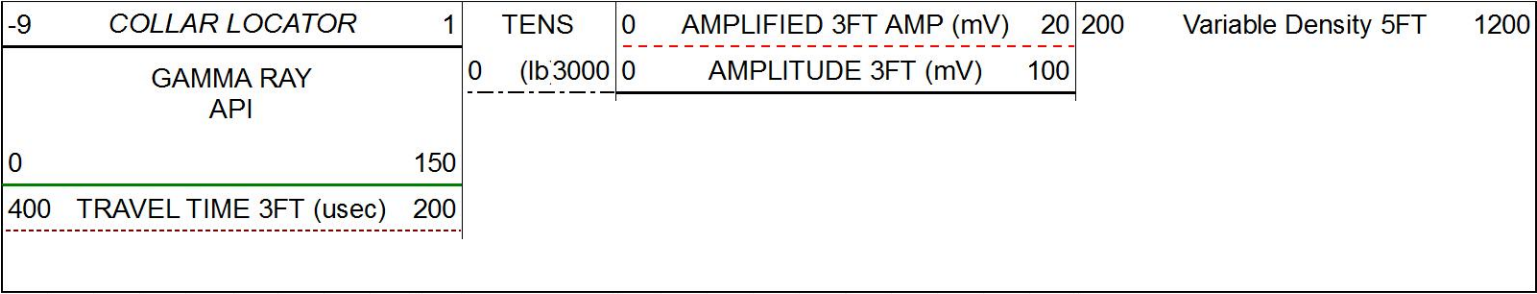 -9 COLLAR LOCATOR 1 TENS 0 AMPLIFIED 3FT AMP (mV) 20 200 Variable Density 5FT 1200
GAMMA RAY 0 (lb 3000 0 AMPLITUDE 3FT (mV) 100
API
0 150
400 TRAVEL TIME 3FT (usec) 200